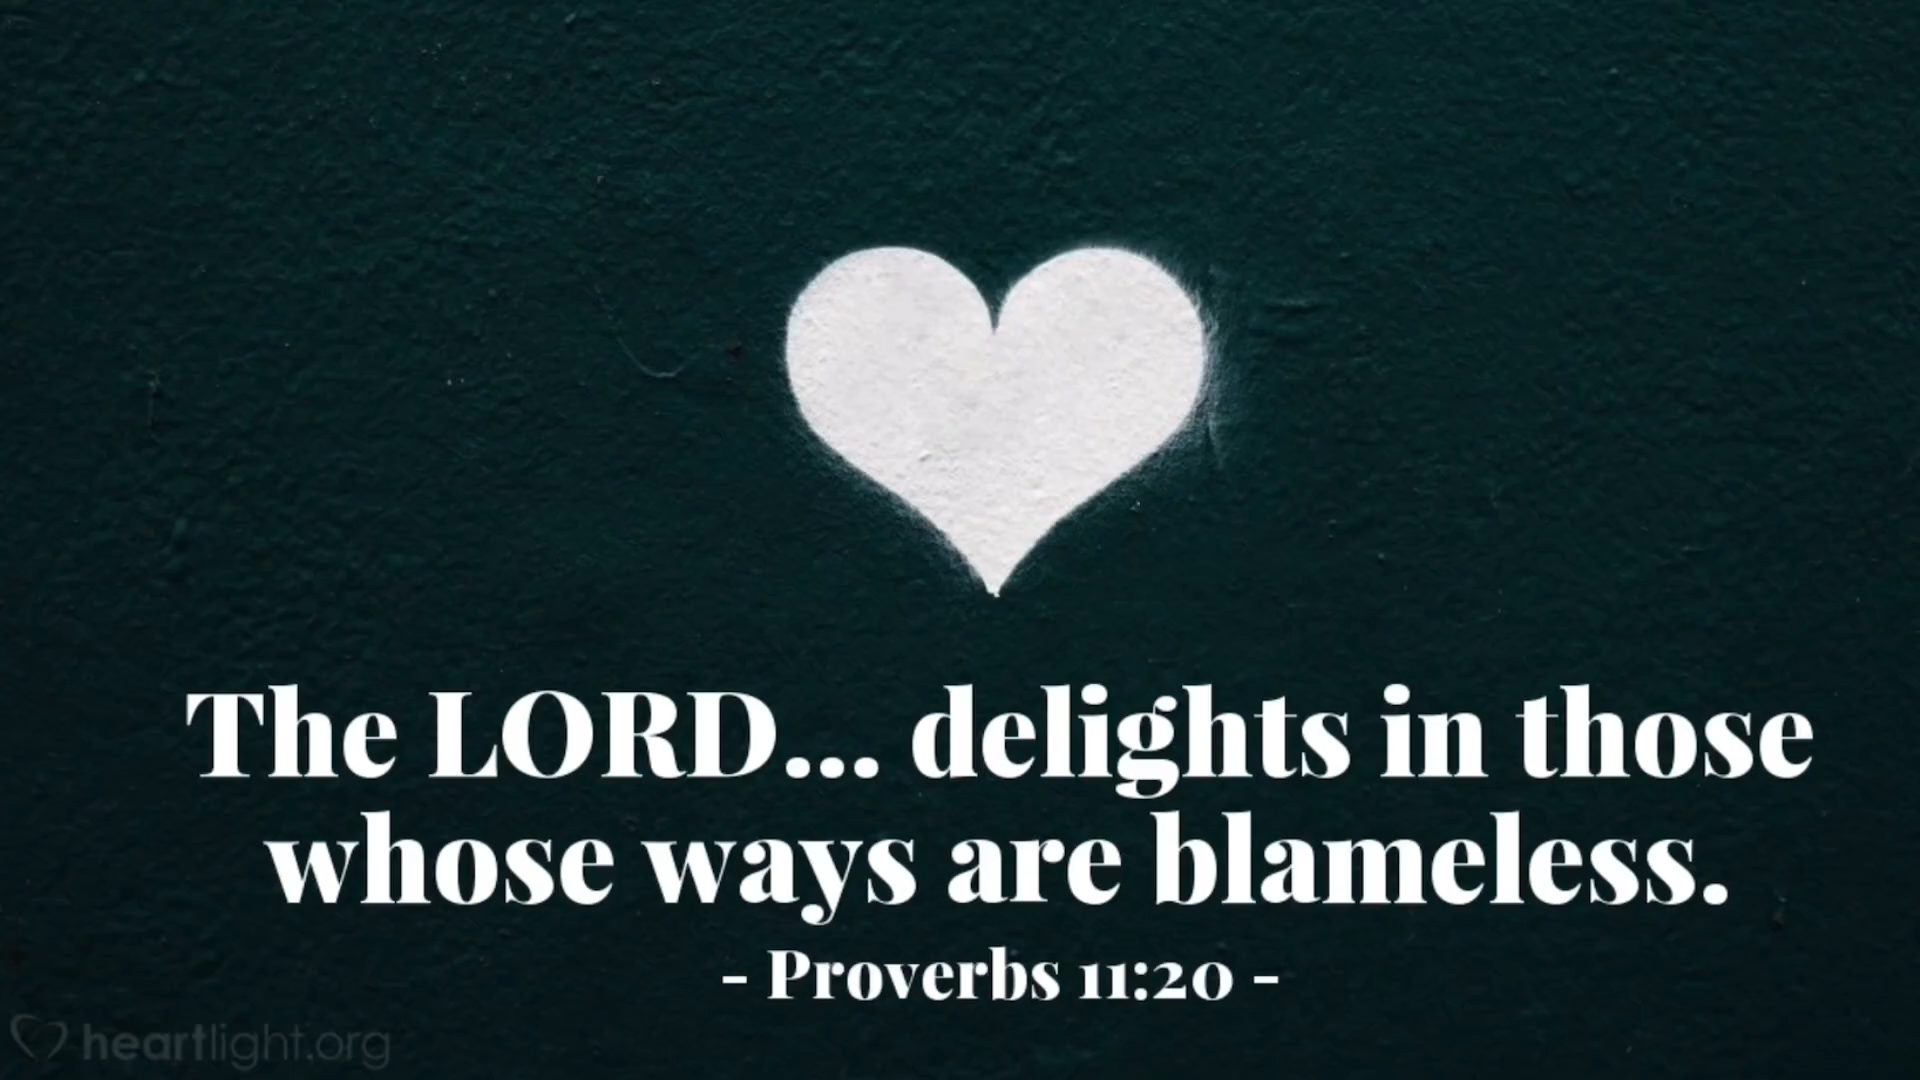 The LORD... delights in those
whose ways are blameless.
- Proverbs 11:20 -
heartlight.org